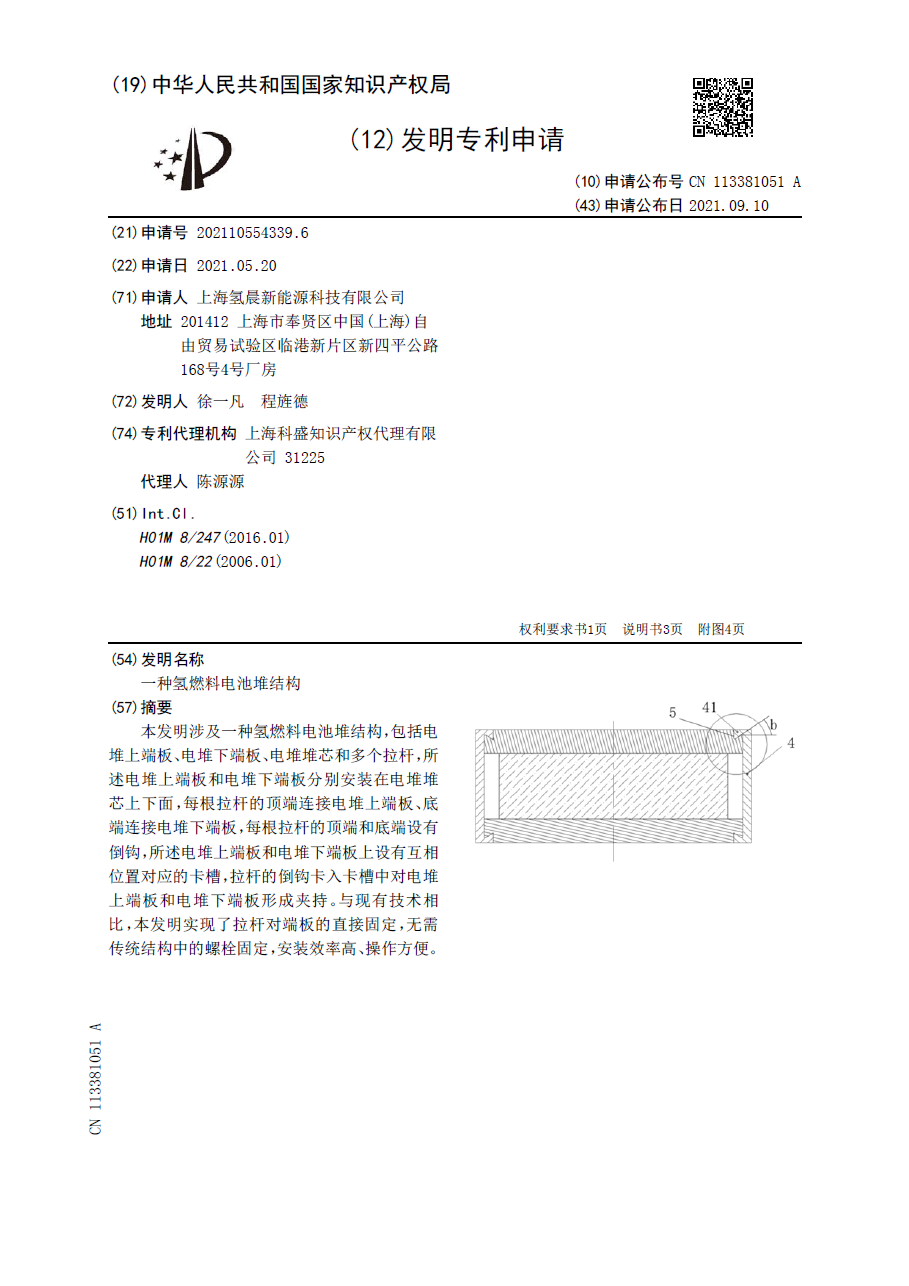 (19)中华人民共和国国家知识产权局
(12)发明专利申请
(10)申请公布号 CN 113381051 A
(43)申请公布日 2021.09.10
(21)申请号 202110554339.6
(22)申请日 2021.05.20
(71)申请人 上海氢晨新能源科技有限公司
地址 201412 上海市奉贤区中国(上海)自
由贸易试验区临港新片区新四平公路
168号4号厂房
(72)发明人 徐一凡 程旌德
(74)专利代理机构 上海科盛知识产权代理有限
公司 31225
代理人 陈源源
(51)Int.Cl.
H01M 8/247(2016.01)
H01M 8/22(2006.01)
权利要求书1页 说明书3页 附图4页
(54)发明名称
一种氢燃料电池堆结构
(57)摘要
本发明涉及一种氢燃料电池堆结构,包括电
堆上端板、电堆下端板、电堆堆芯和多个拉杆,所
述电堆上端板和电堆下端板分别安装在电堆堆
芯上下面,每根拉杆的顶端连接电堆上端板、底
端连接电堆下端板,每根拉杆的顶端和底端设有
倒钩,所述电堆上端板和电堆下端板上设有互相
位置对应的卡槽,拉杆的倒钩卡入卡槽中对电堆
上端板和电堆下端板形成夹持。与现有技术相
比,本发明实现了拉杆对端板的直接固定,无需
传统结构中的螺栓固定,安装效率高、操作方便。
5
41
b
4
CN 113381051 A